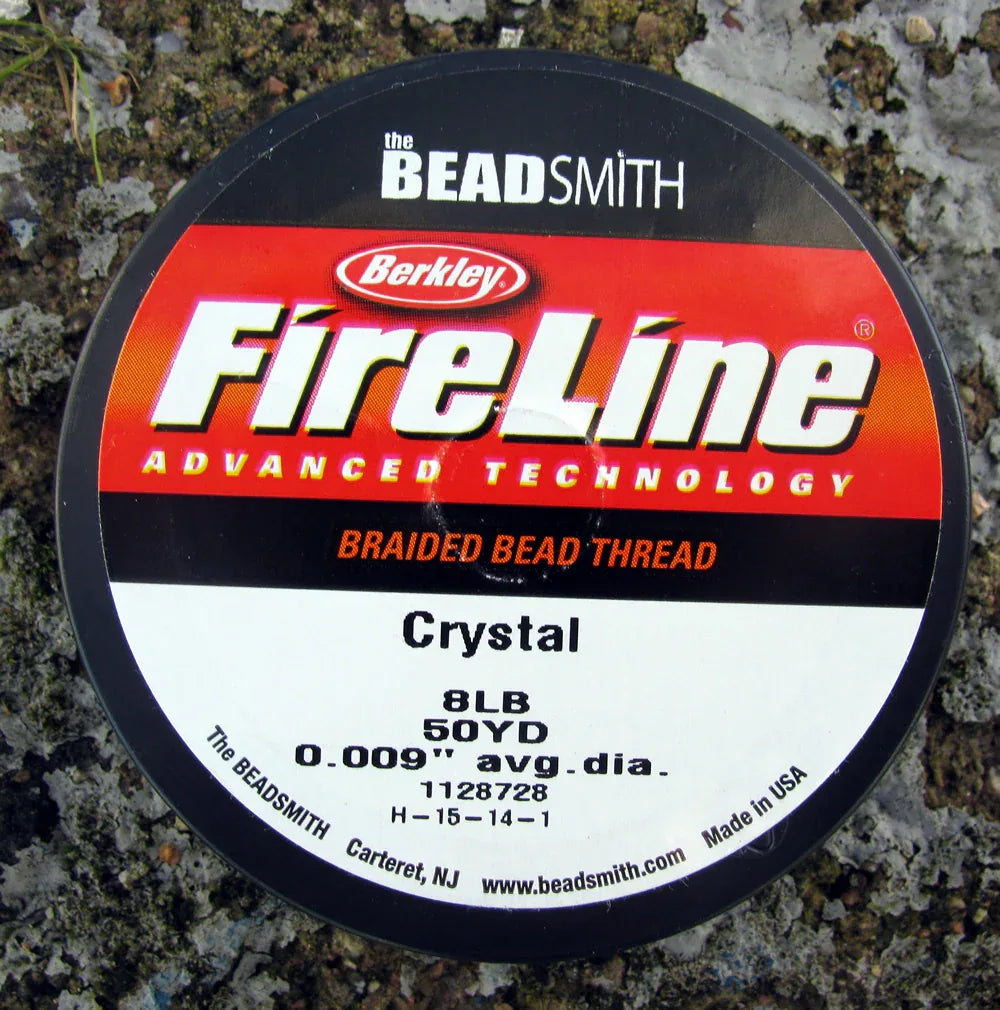 the
BEADSMITH
Berkley®
FireLine®
ADVANCED TECHNOLOGY
BRAIDED BEAD THREAD
Crystal
8LB
50YD
0.009" avg.dia.
1128728
H-15-14-1
The BEADSMITH Carteret, NJ www.beadsmith.com Made in USA